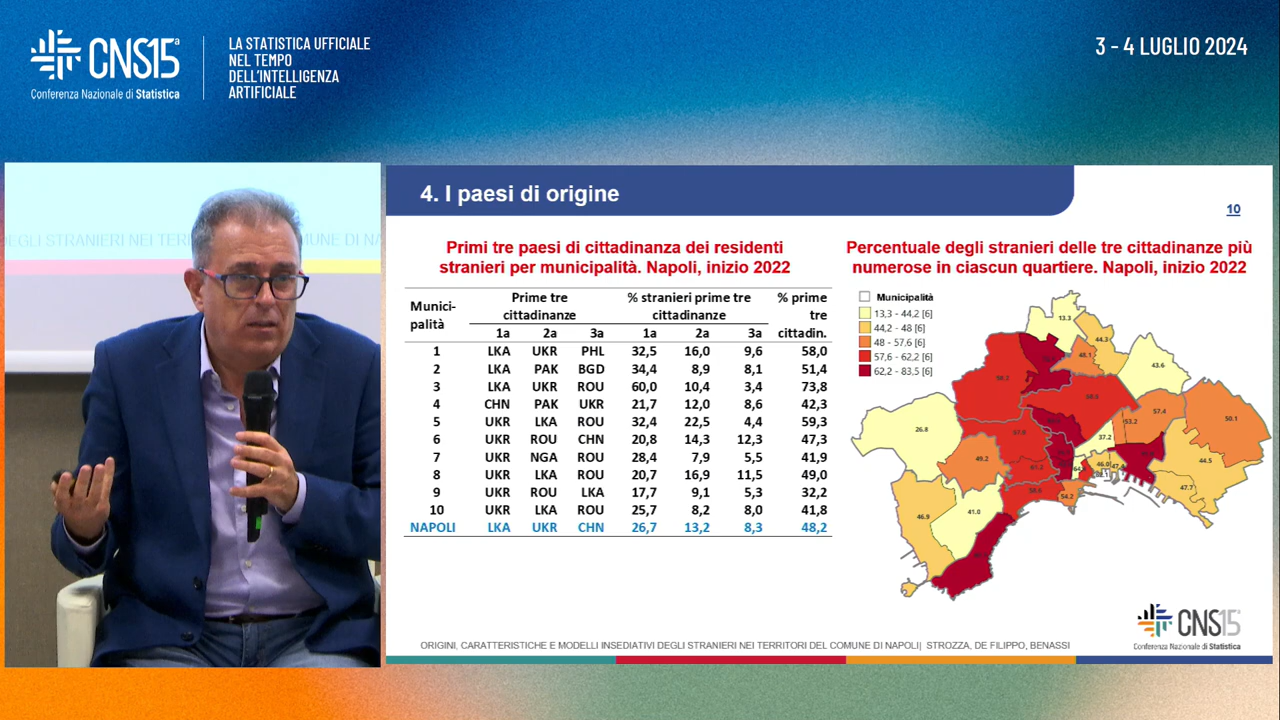 CNS15ª
Conferenza Nazionale di Statistica
LA STATISTICA UFFICIALE
NEL TEMPO
DELL'INTELLIGENZA
ARTIFICIALE
3 - 4 LUGLIO 2024
4. I paesi di origine
10
Primi tre paesi di cittadinanza dei residenti
stranieri per municipalità. Napoli, inizio 2022
Munici-
palità
Prime tre
cittadinanze
% stranieri prime tre
cittadinanze
% prime
tre
cittadin.
1a 2a 3a 1a 2a 3a
1 LKA UKR PHL 32,5 16,0 9,6 58,0
2 LKA PAK BGD 34,4 8,9 8,1 51,4
3 LKA UKR ROU 60,0 10,4 3,4 73,8
4 CHN PAK UKR 21,7 12,0 8,6 42,3
5 UKR LKA ROU 32,4 22,5 4,4 59,3
6 UKR ROU CHN 20,8 14,3 12,3 47,3
7 UKR NGA ROU 28,4 7,9 5,5 41,9
8 UKR LKA ROU 20,7 16,9 11,5 49,0
9 UKR ROU LKA 17,7 9,1 5,3 32,2
10 UKR LKA ROU 25,7 8,2 8,0 41,8
NAPOLI LKA UKR CHN 26,7 13,2 8,3 48,2
Percentuale degli stranieri delle tre cittadinanze più
numerose in ciascun quartiere. Napoli, inizio 2022
Municipalità
13,3 - 44,2 [6]
44,2 - 48 [6]
48 - 57,6 [6]
57,6 - 62,2 [6]
62,2 - 83,5 [6]
13.3
44.3
48.1
43.6
26.8
57.4
50.1
53.2
37.2
49.2
61.2
46.0
44.5
47.7
54.2
46.9
41.0
ORIGINI, CARATTERISTICHE E MODELLI INSEDIATIVI DEGLI STRANIERI NEI TERRITORI DEL COMUNE DI NAPOLI| STROZZA, DE FILIPPO, BENASSI
CNS15ª
Conferenza Nazionale di Statistica